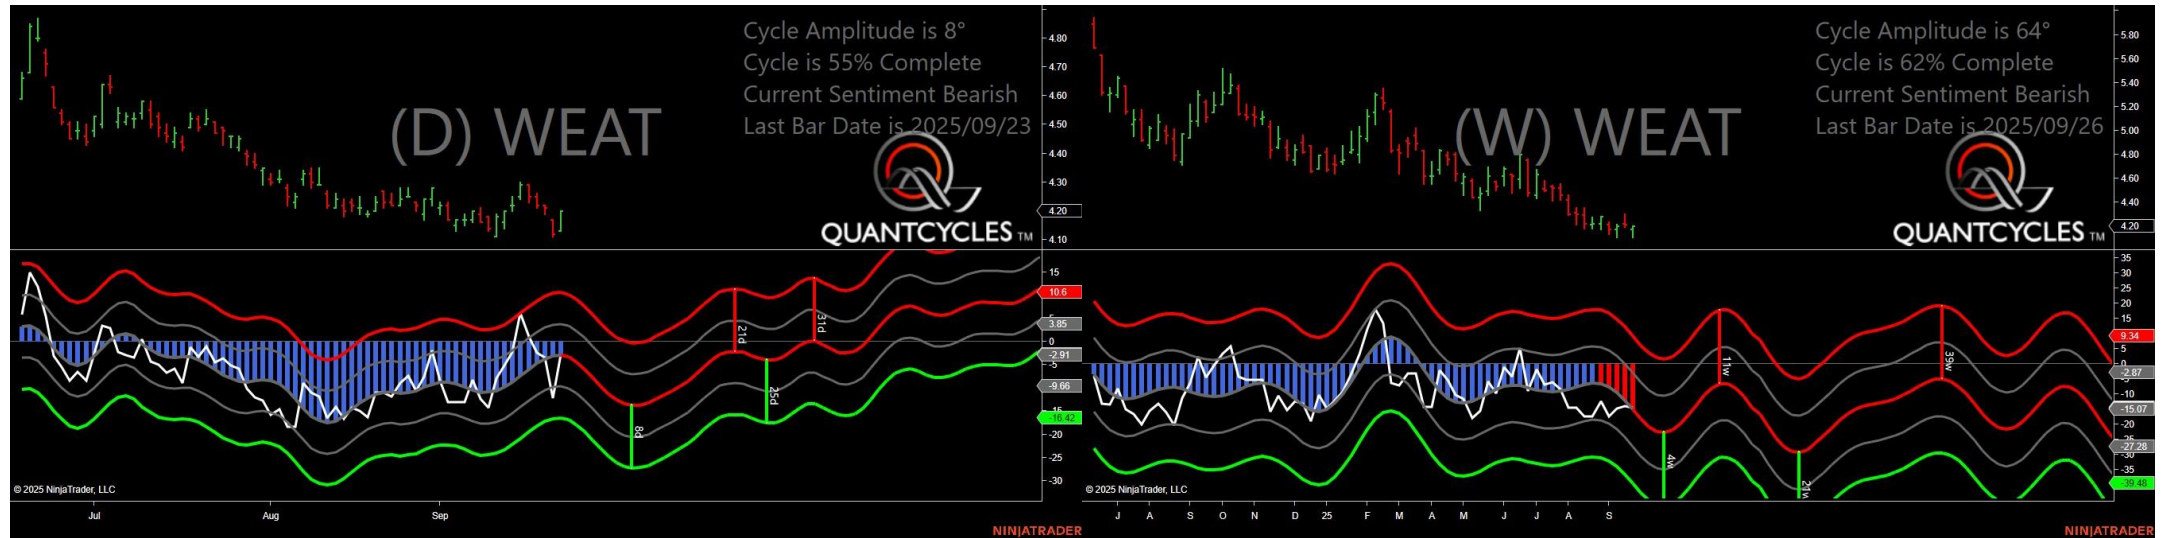 Cycle Amplitude is 8°
Cycle is 55% Complete
Current Sentiment Bearish
Last Bar Date is 2025/09/23
(D) WEAT
QUANTCYCLES TM
4.80
4.70
4.60
4.50
4.40
4.30
4.20
4.10
15
10.6
3.85
0
-2.91
-5
-9.66
-16.42
-20
-25
-30
8d
21d
25d
31d
© 2025 NinjaTrader, LLC
Jul
Aug
Sep
NINJATRADER
Cycle Amplitude is 64°
Cycle is 62% Complete
Current Sentiment Bearish
Last Bar Date is 2025/09/26
(W) WEAT
QUANTCYCLES TM
5.80
5.60
5.40
5.20
5.00
4.80
4.60
4.40
4.20
35
30
25
20
15
9.34
5
-2.87
-10
-15.07
-20
-27.28
-35
-39.48
4w
11w
21w
39w
© 2025 NinjaTrader, LLC
J A S O N D 25 F M A M J J A S
NINJATRADER